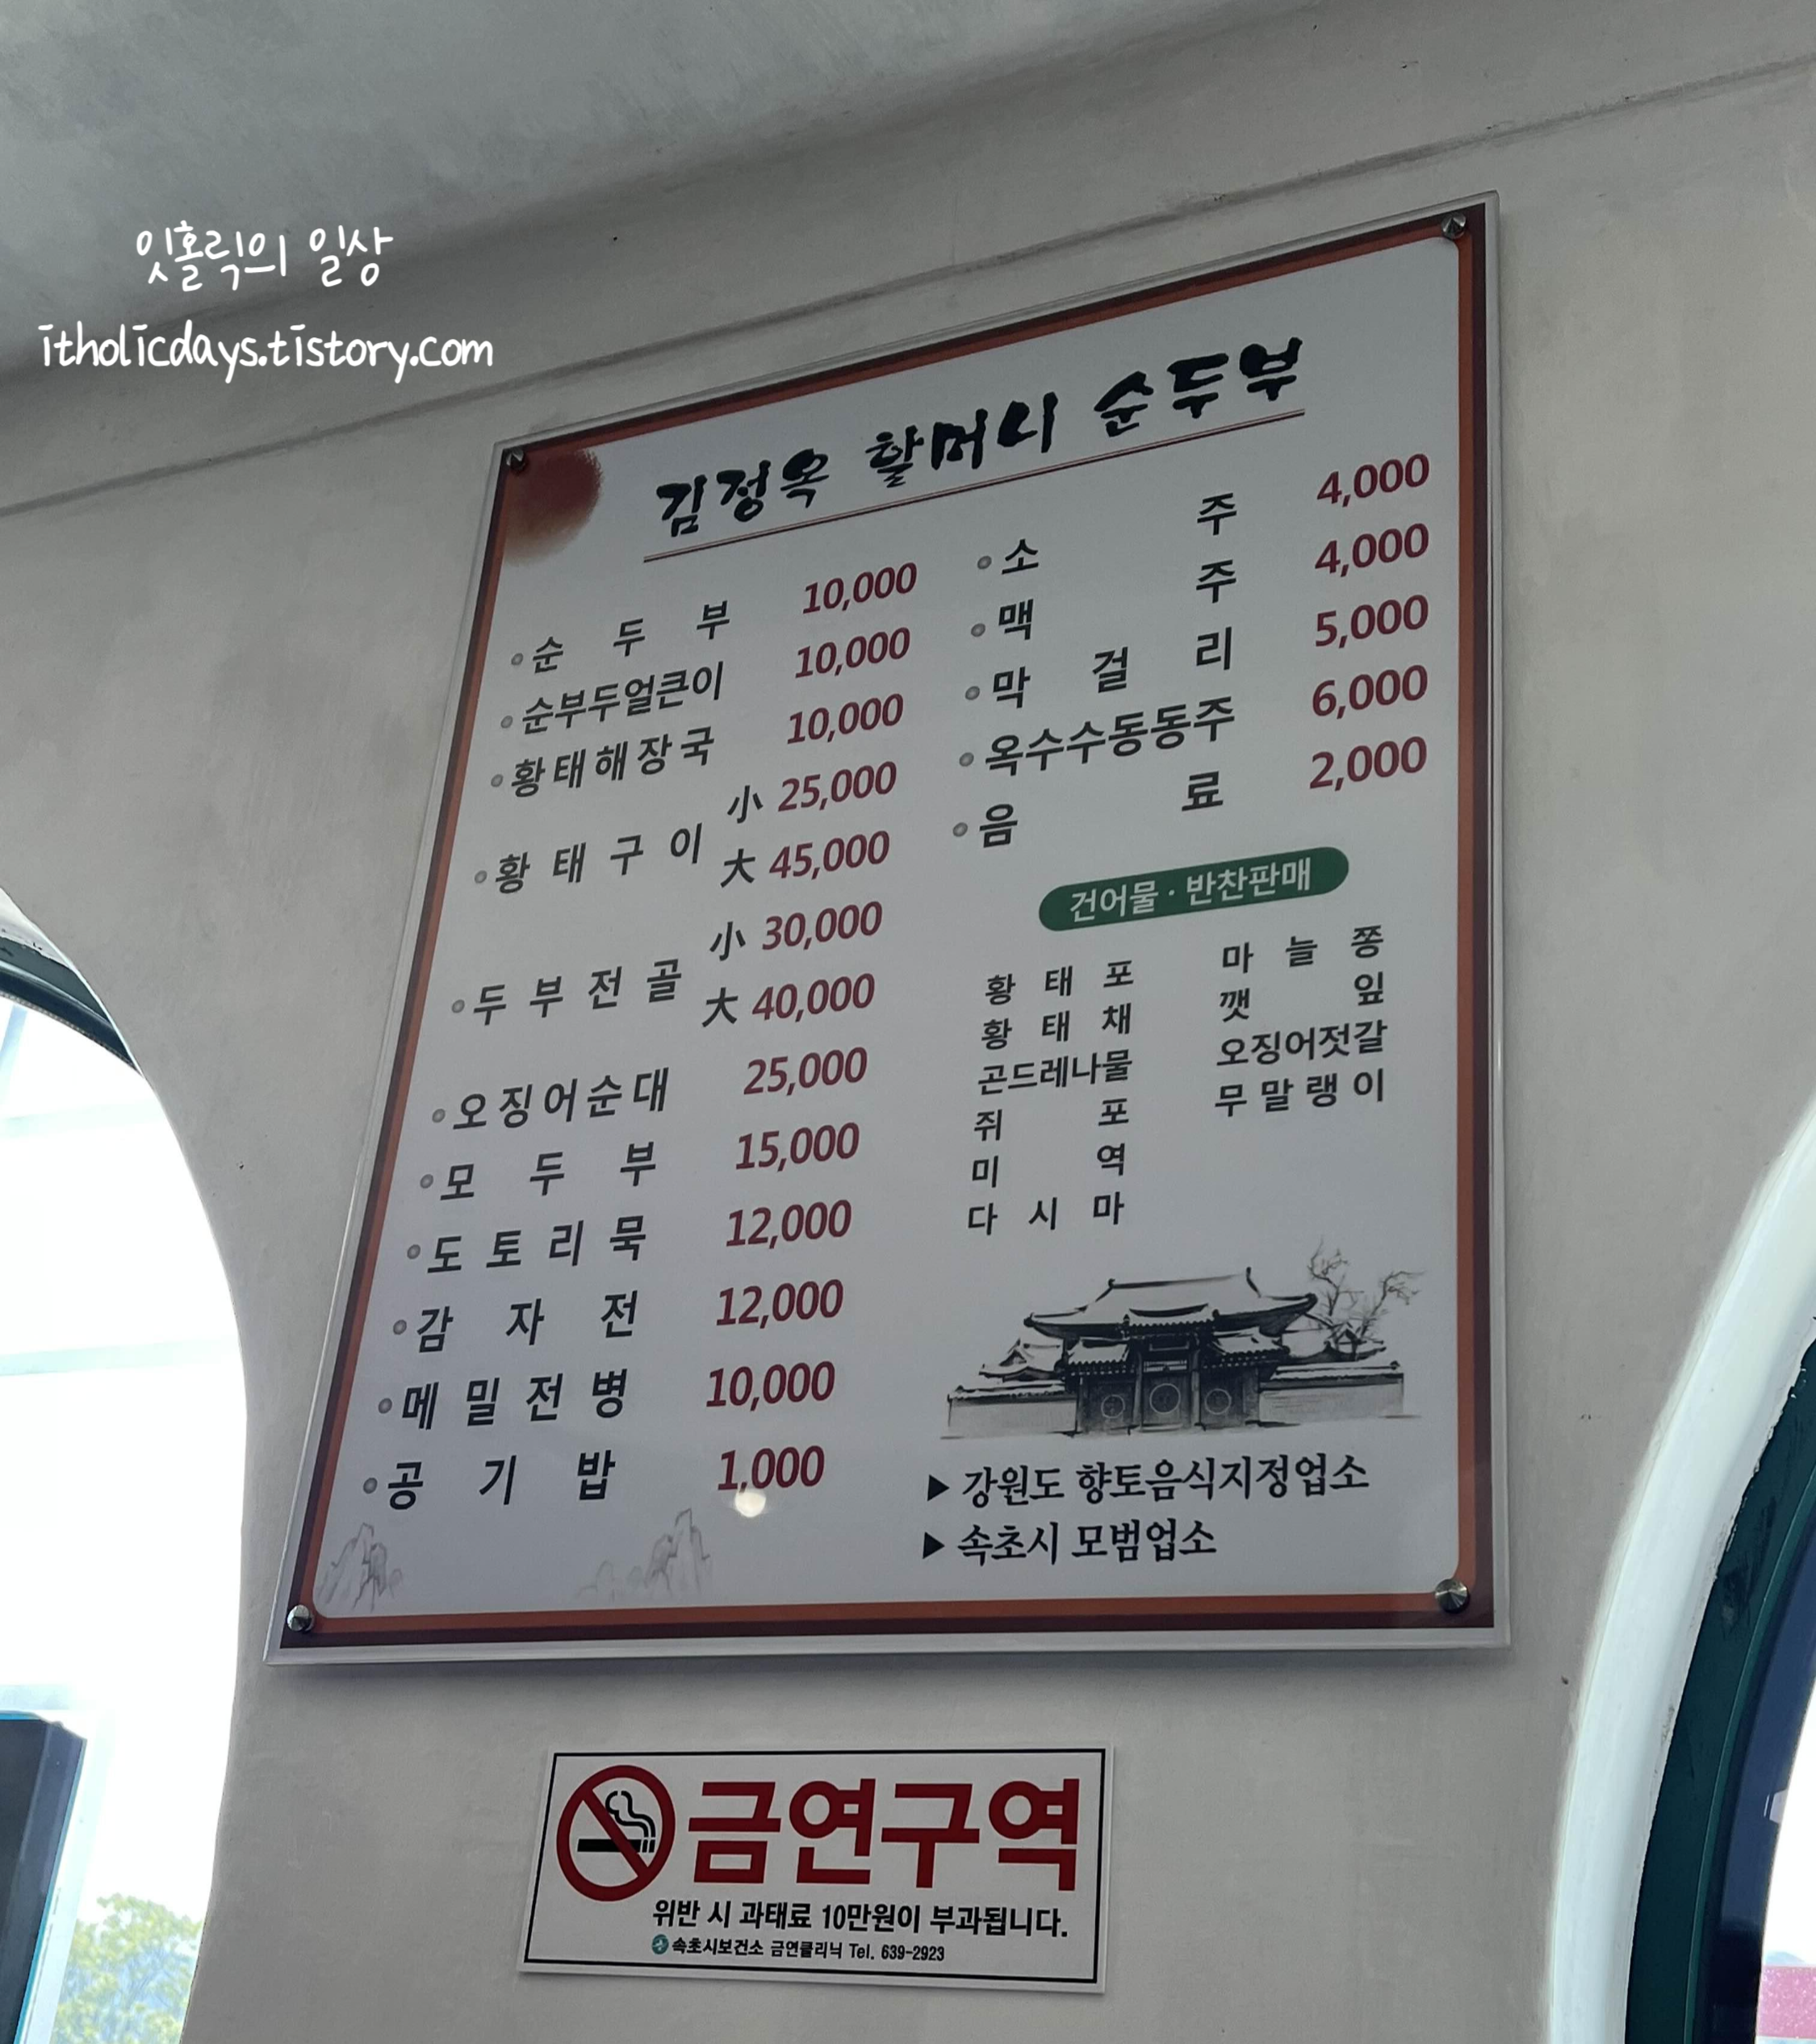 잇홀릭의 일상
itholicdays.tistory.com
김정옥 할머니 순두부
순두부 10,000
순부두얼큰이 10,000
황태해장국 10,000
황태구이 小 25,000
大 45,000
두부전골 小 30,000
大 40,000
오징어순대 25,000
모두부 15,000
도토리묵 12,000
감자전 12,000
메밀전병 10,000
공기밥 1,000
소주 4,000
맥주 4,000
막걸리 5,000
옥수수동동주 6,000
음료 2,000
건어물·반찬판매
황태포
황태채
곤드레나물
쥐포
미역
다시마
마늘쫑
깻잎
오징어젓갈
무말랭이
▶ 강원도 향토음식지정업소
▶ 속초시 모범업소
금연구역
위반 시 과태료 10만원이 부과됩니다.
속초시보건소 금연클리닉 Tel. 639-2923